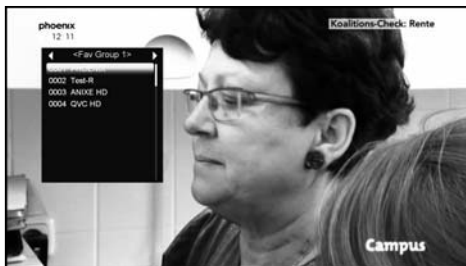 phoenix
12 11
Koalitions-Check: Rente
<Fav Group 1>
0002 Test-R
0003 ANIXE HD
0004 QVC HD
Campus